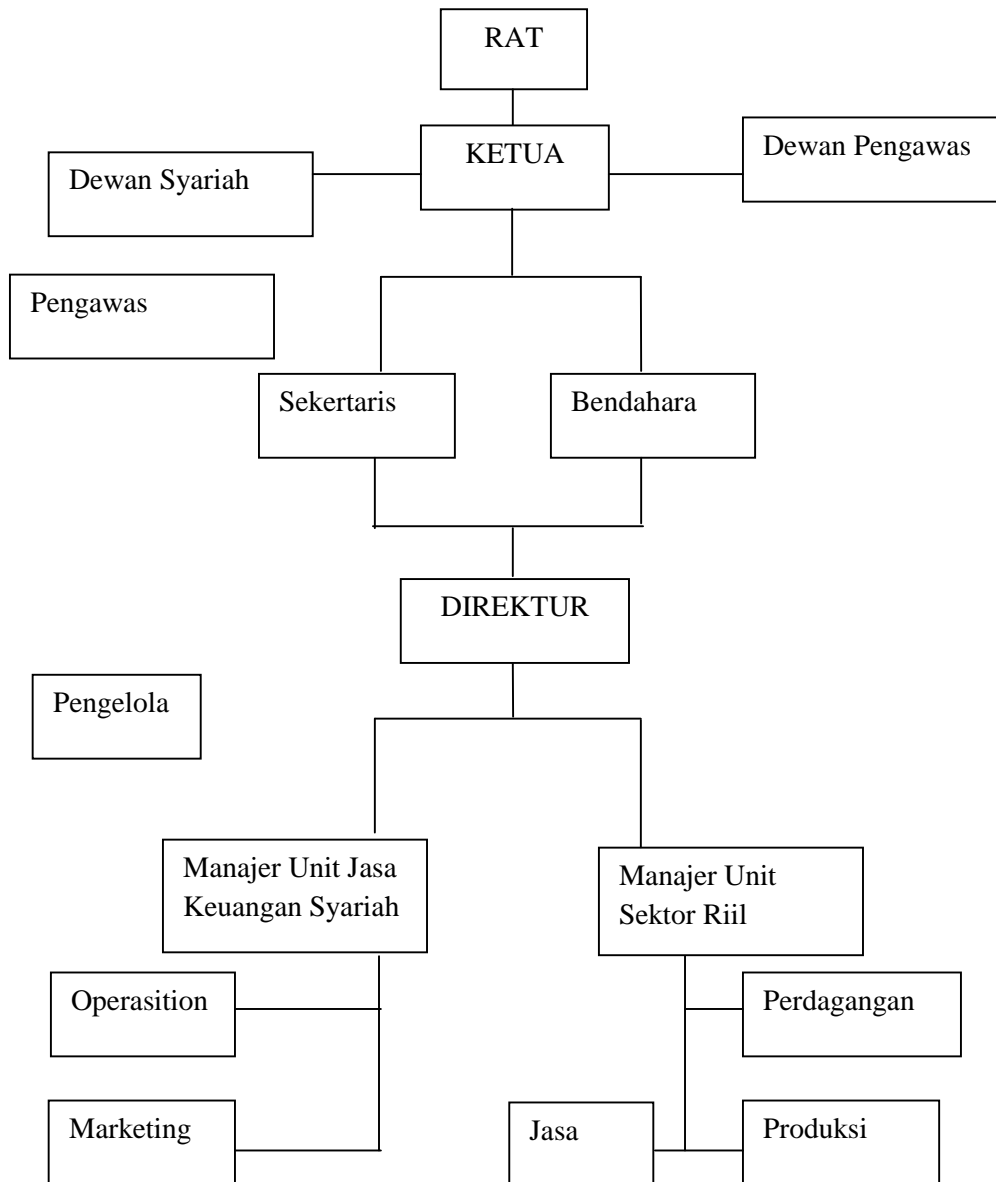 RAT
KETUA
Dewan Pengawas
Dewan Syariah
Pengawas
Sekertaris
Bendahara
DIREKTUR
Pengelola
Manajer Unit Jasa
Keuangan Syariah
Manajer Unit
Sektor Riil
Operasition
Perdagangan
Marketing
Jasa
Produksi